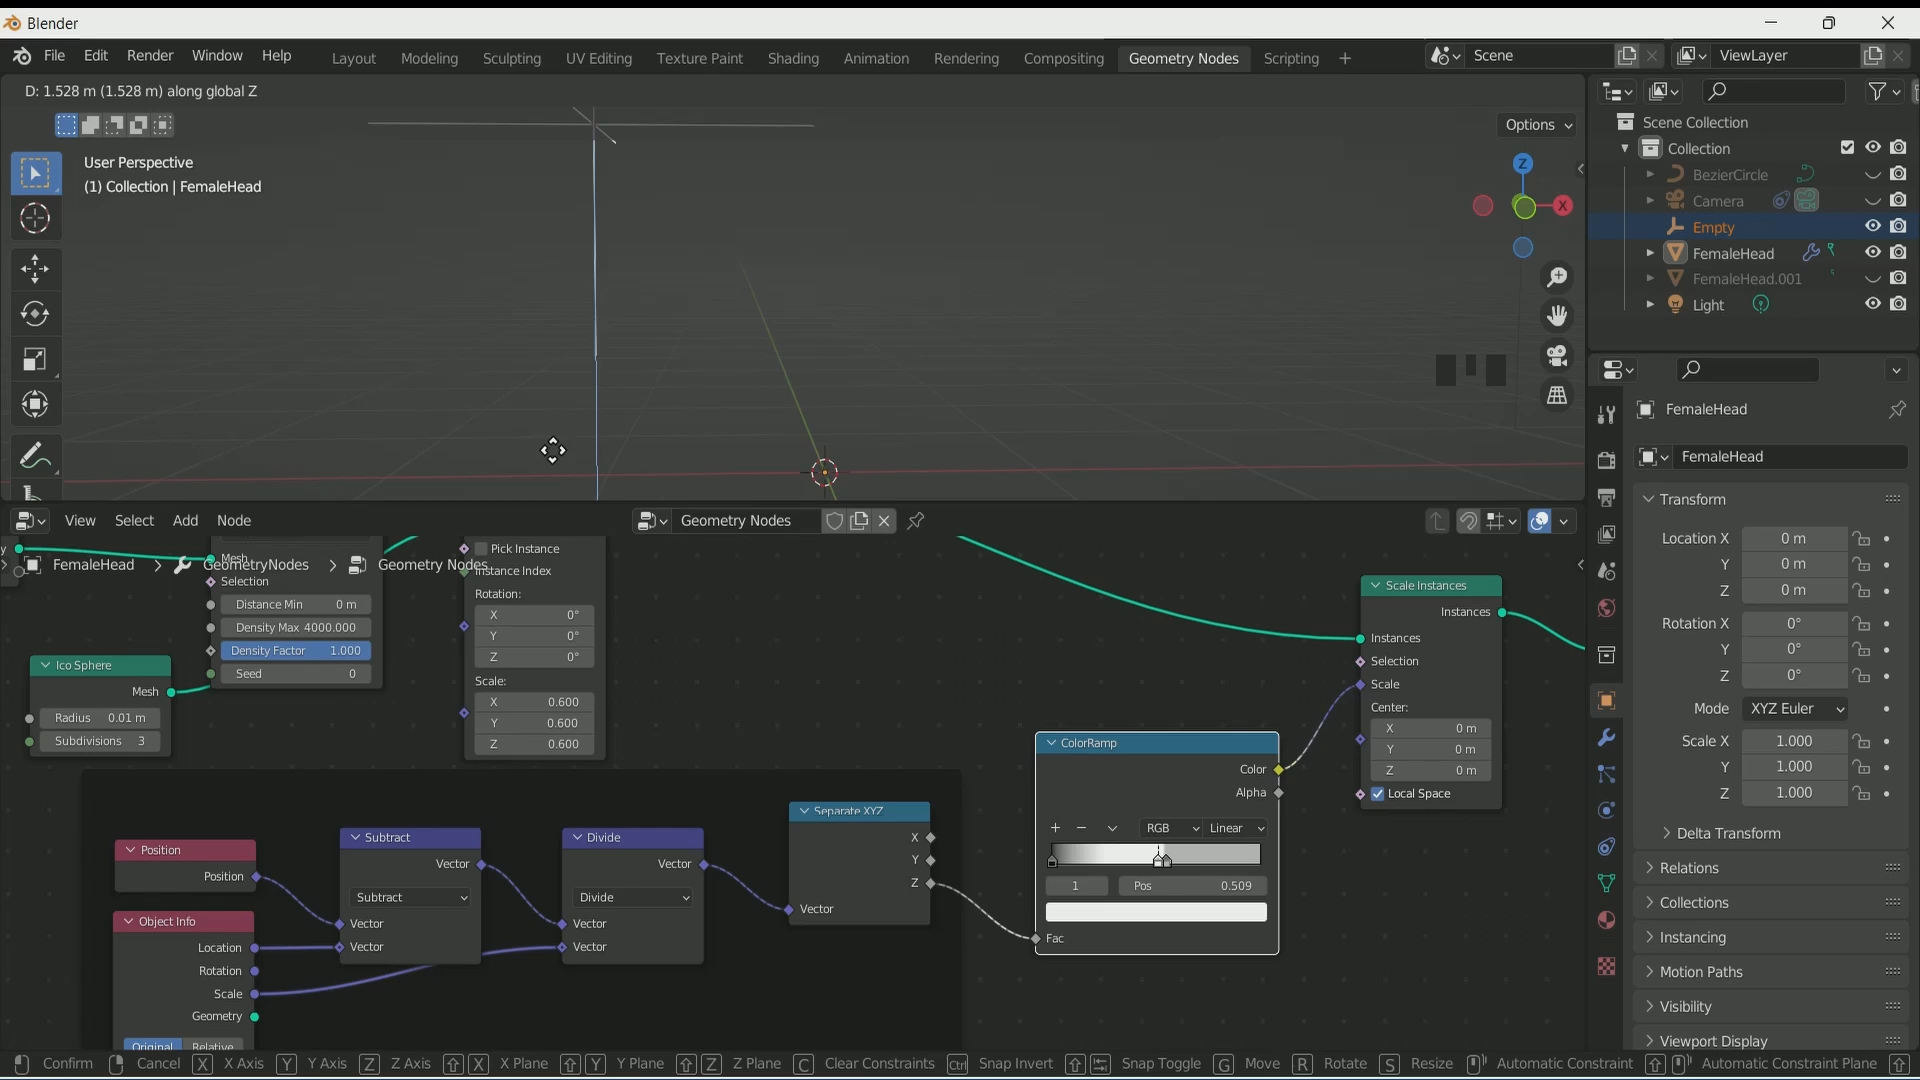 Blender
File Edit Render Window Help Layout Modeling Sculpting UV Editing Texture Paint Shading Animation Rendering Compositing Geometry Nodes Scripting + Scene ViewLayer
D: 1.528 m (1.528 m) along global Z
Options
User Perspective
(1) Collection | FemaleHead
Z
X
Scene Collection
Collection
BezierCircle
Camera
Empty
FemaleHead
FemaleHead.001
Light
View Select Add Node Geometry Nodes
FemaleHead > GeometryNodes > Geometry Nodes
Mesh
Selection
Distance Min 0 m
Density Max 4000.000
Density Factor 1.000
Seed 0
Ico Sphere
Mesh
Radius 0.01 m
Subdivisions 3
Pick Instance
Instance Index
Rotation:
X 0°
Y 0°
Z 0°
Scale:
X 0.600
Y 0.600
Z 0.600
Position
Position
Object Info
Location
Rotation
Scale
Geometry
Original Relative
Subtract
Vector
Subtract
Vector
Vector
Divide
Vector
Divide
Vector
Vector
Separate XYZ
X
Y
Z
Vector
ColorRamp
Color
Alpha
+ − RGB Linear
1 Pos 0.509
Fac
Scale Instances
Instances
Instances
Selection
Scale
Center:
X 0 m
Y 0 m
Z 0 m
Local Space
FemaleHead
FemaleHead
Transform
Location X 0 m
Y 0 m
Z 0 m
Rotation X 0°
Y 0°
Z 0°
Mode XYZ Euler
Scale X 1.000
Y 1.000
Z 1.000
Delta Transform
Relations
Collections
Instancing
Motion Paths
Visibility
Viewport Display
Confirm Cancel X X Axis Y Y Axis Z Z Axis X X Plane Y Y Plane Z Z Plane C Clear Constraints Ctrl Snap Invert Snap Toggle G Move R Rotate S Resize Automatic Constraint Automatic Constraint Plane